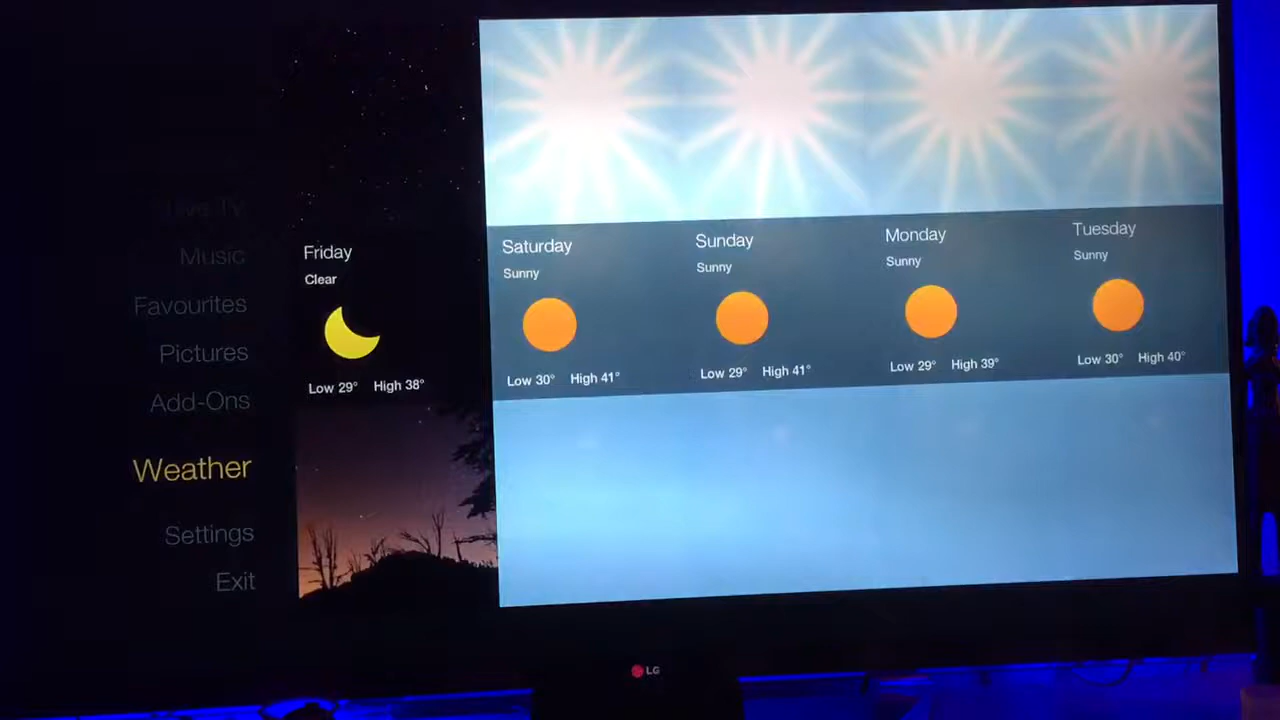 Live TV
Music
Favourites
Pictures
Add-Ons
Weather
Settings
Exit
Friday
Clear
Low 29° High 38°
Saturday
Sunny
Low 30° High 41°
Sunday
Sunny
Low 29° High 41°
Monday
Sunny
Low 29° High 39°
Tuesday
Sunny
Low 30° High 40°
LG